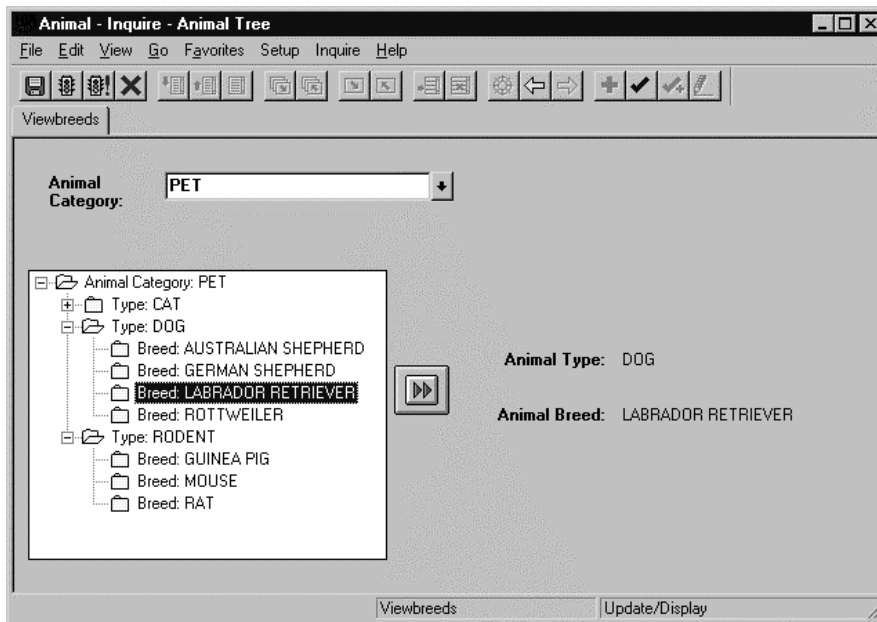 Animal - Inquire - Animal Tree
File Edit View Go Favorites Setup Inquire Help
Viewbreeds
Animal Category:
PET
Animal Category: PET
Type: CAT
Type: DOG
Breed: AUSTRALIAN SHEPHERD
Breed: GERMAN SHEPHERD
Breed: LABRADOR RETRIEVER
Breed: ROTTWEILER
Type: RODENT
Breed: GUINEA PIG
Breed: MOUSE
Breed: RAT
Animal Type: DOG
Animal Breed: LABRADOR RETRIEVER
Viewbreeds
Update/Display